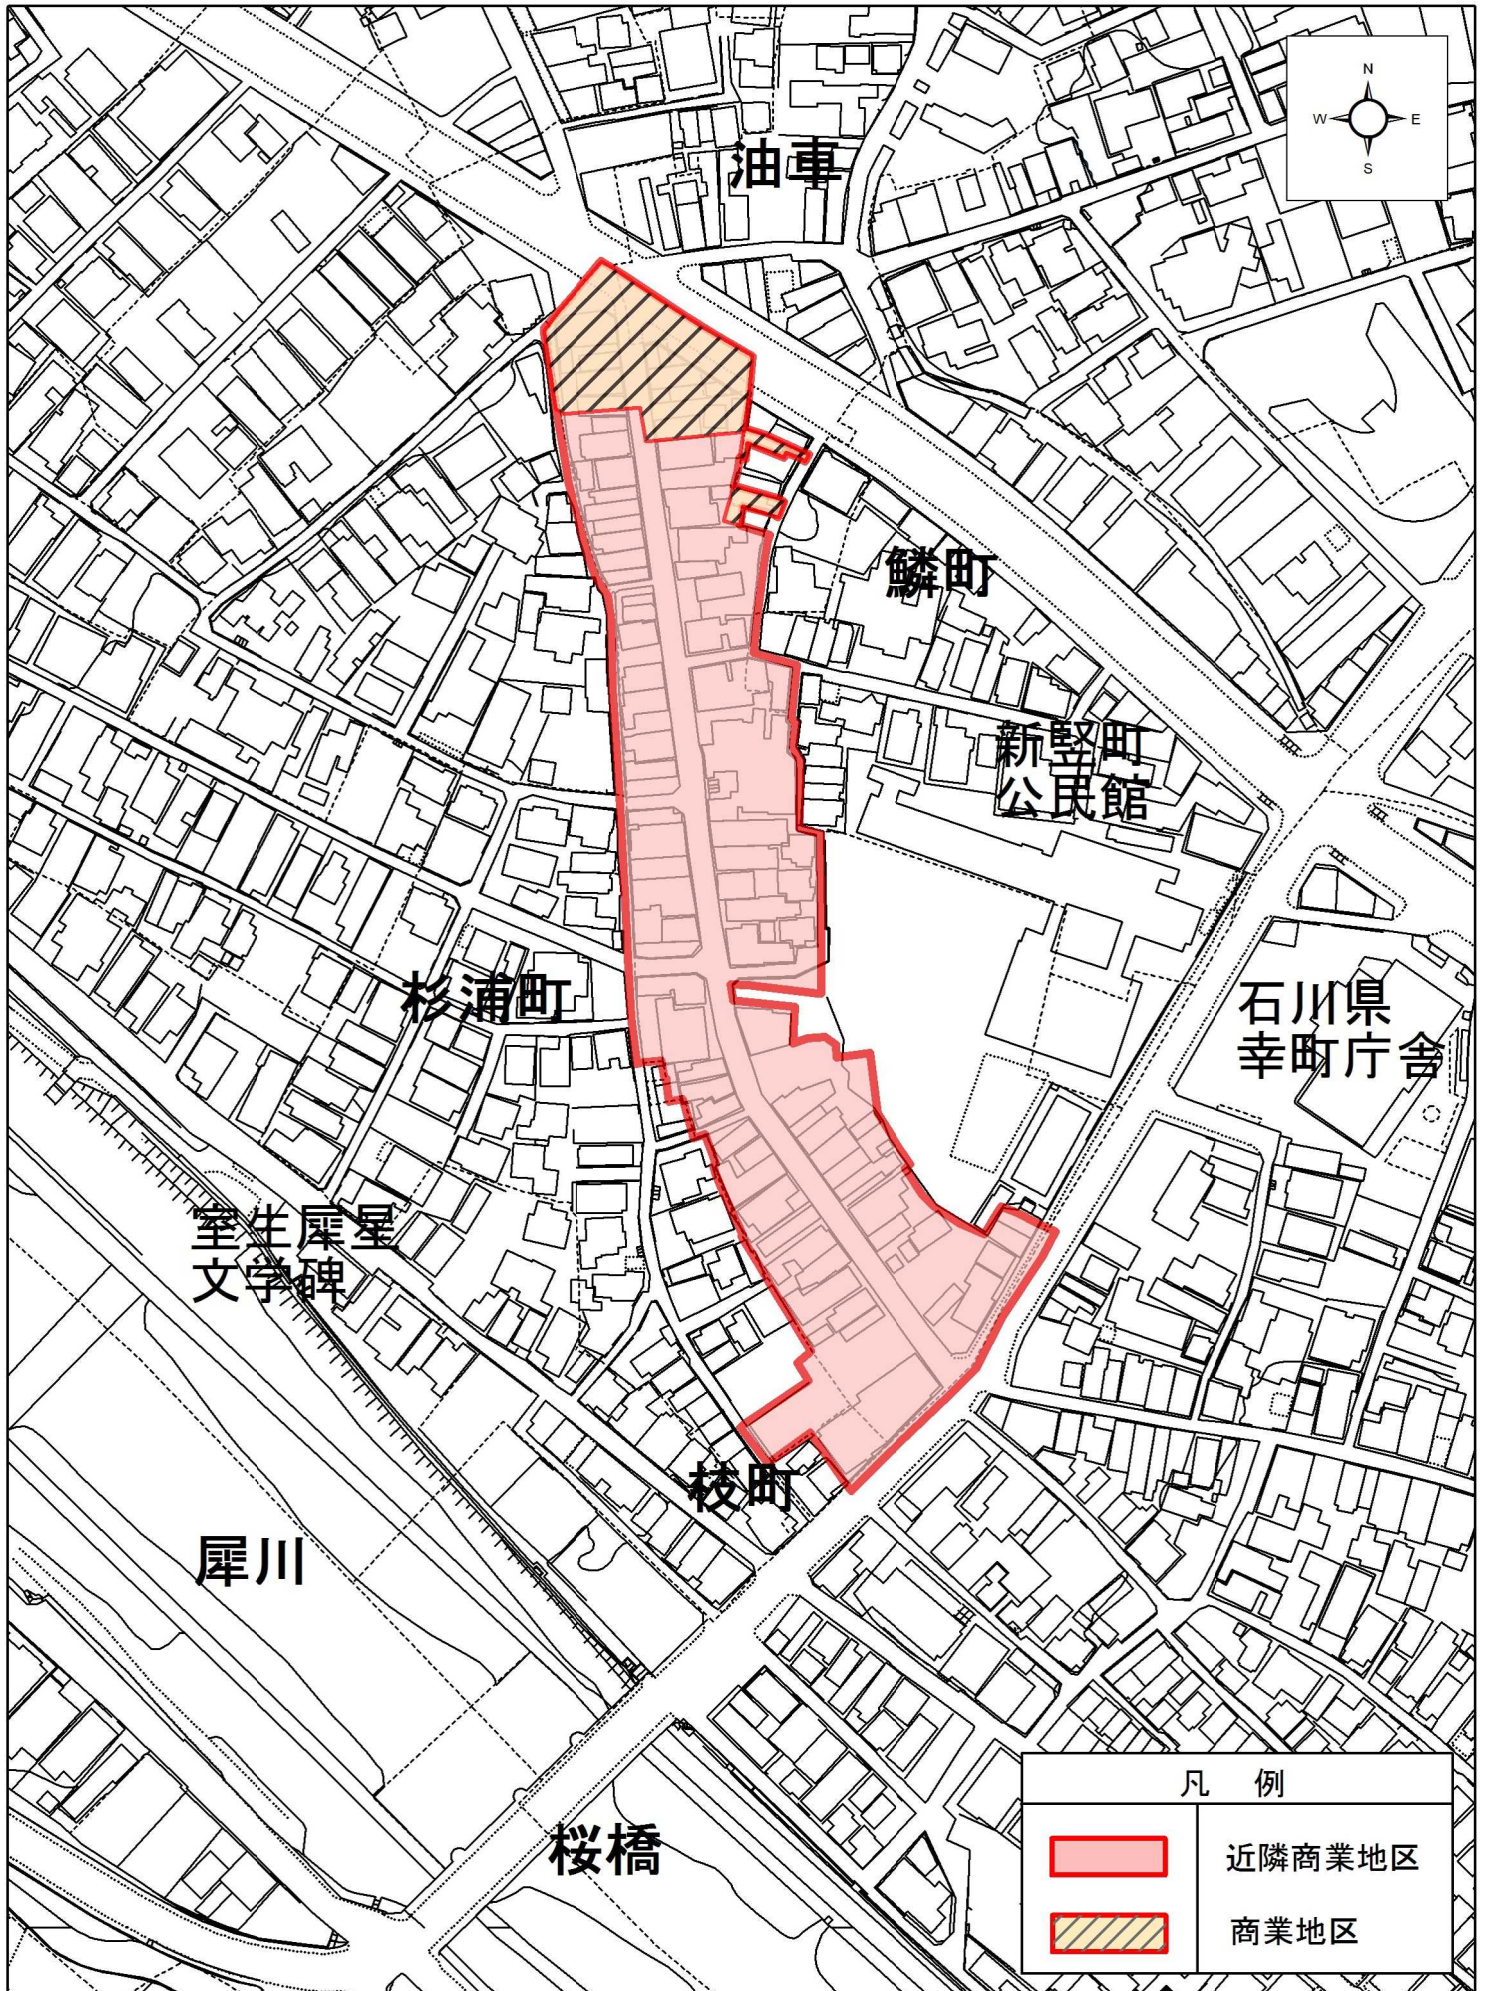 N
W E
S
油車
鱗町
新竪町
公民館
杉浦町
石川県
幸町庁舎
室生犀星
文学碑
枝町
犀川
桜橋
凡 例
近隣商業地区
商業地区